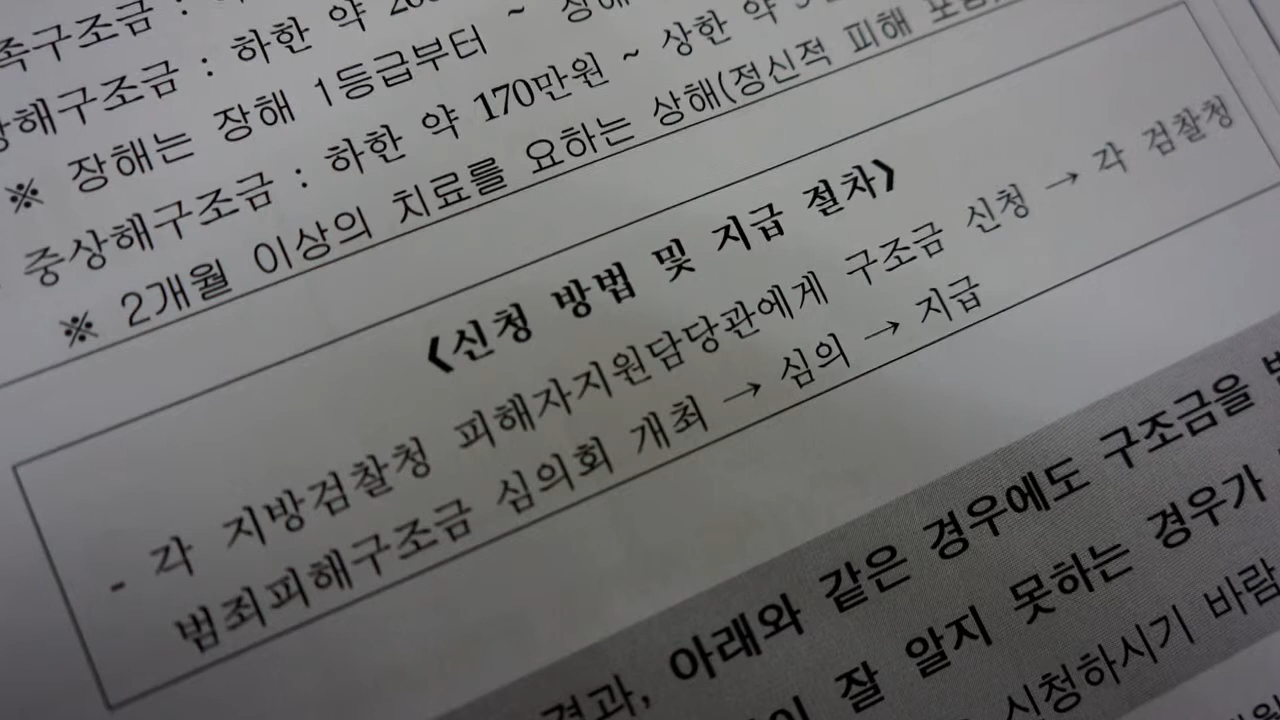 족구조금 :
상해구조금 : 하한 약
※ 장해는 장해 1등급부터 ~ 장해
중상해구조금 : 하한 약 170만원 ~ 상한 약
※ 2개월 이상의 치료를 요하는 상해(정신적 피해 포함)
《신청 방법 및 지급 절차》
- 각 지방검찰청 피해자지원담당관에게 구조금 신청 → 각 검찰청
범죄피해구조금 심의회 개최 → 심의 → 지급
결과, 아래와 같은 경우에도 구조금을
잘 알지 못하는 경우가
신청하시기 바람